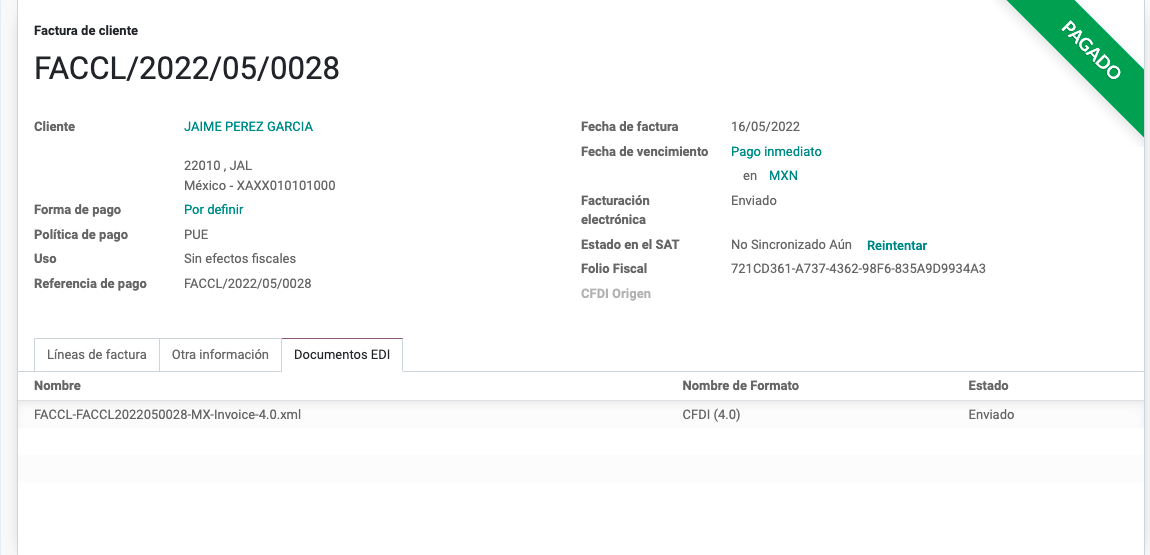 Factura de cliente
PAGADO
FACCL/2022/05/0028
Cliente JAIME PEREZ GARCIA
22010 , JAL
México - XAXX010101000
Forma de pago Por definir
Política de pago PUE
Uso Sin efectos fiscales
Referencia de pago FACCL/2022/05/0028
Fecha de factura 16/05/2022
Fecha de vencimiento Pago inmediato
en MXN
Facturación Enviado
electrónica
Estado en el SAT No Sincronizado Aún Reintentar
Folio Fiscal 721CD361-A737-4362-98F6-835A9D9934A3
CFDI Origen
Líneas de factura Otra información Documentos EDI
Nombre Nombre de Formato Estado
FACCL-FACCL2022050028-MX-Invoice-4.0.xml CFDI (4.0) Enviado